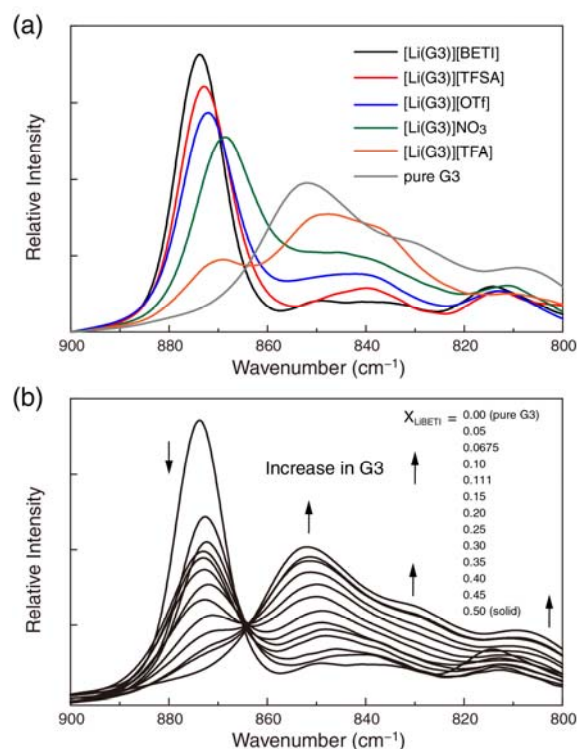 (a)
[Li(G3)][BETI]
[Li(G3)][TFSA]
[Li(G3)][OTf]
[Li(G3)]NO₃
[Li(G3)][TFA]
pure G3
Relative Intensity
900 880 860 840 820 800
Wavenumber (cm⁻¹)
(b)
X_LiBETI = 0.00 (pure G3)
0.05
0.0675
0.10
0.111
0.15
0.20
0.25
0.30
0.35
0.40
0.45
0.50 (solid)
Increase in G3
Relative Intensity
900 880 860 840 820 800
Wavenumber (cm⁻¹)